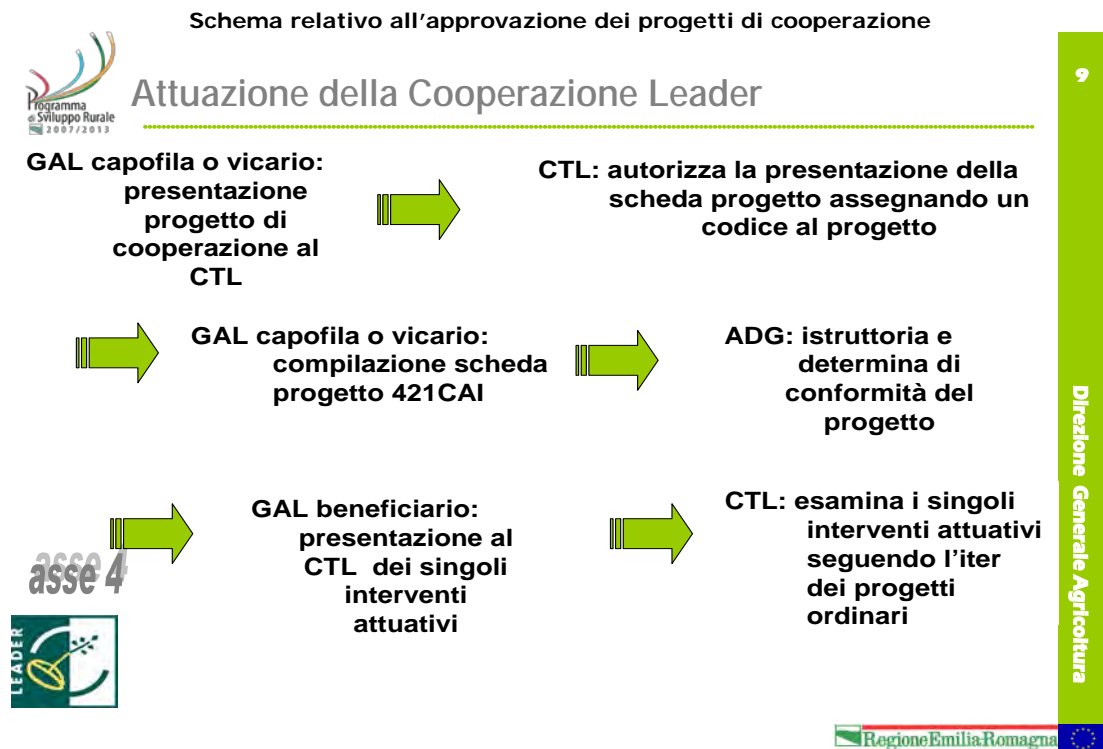 Schema relativo all'approvazione dei progetti di cooperazione
Programma
di Sviluppo Rurale
2007/2013
Attuazione della Cooperazione Leader
9
GAL capofila o vicario:
presentazione
progetto di
cooperazione al
CTL
CTL: autorizza la presentazione della
scheda progetto assegnando un
codice al progetto
GAL capofila o vicario:
compilazione scheda
progetto 421CAI
ADG: istruttoria e
determina di
conformità del
progetto
GAL beneficiario:
presentazione al
CTL dei singoli
interventi
attuativi
CTL: esamina i singoli
interventi attuativi
seguendo l'iter
dei progetti
ordinari
asse 4
LEADER
Direzione Generale Agricoltura
RegioneEmilia-Romagna